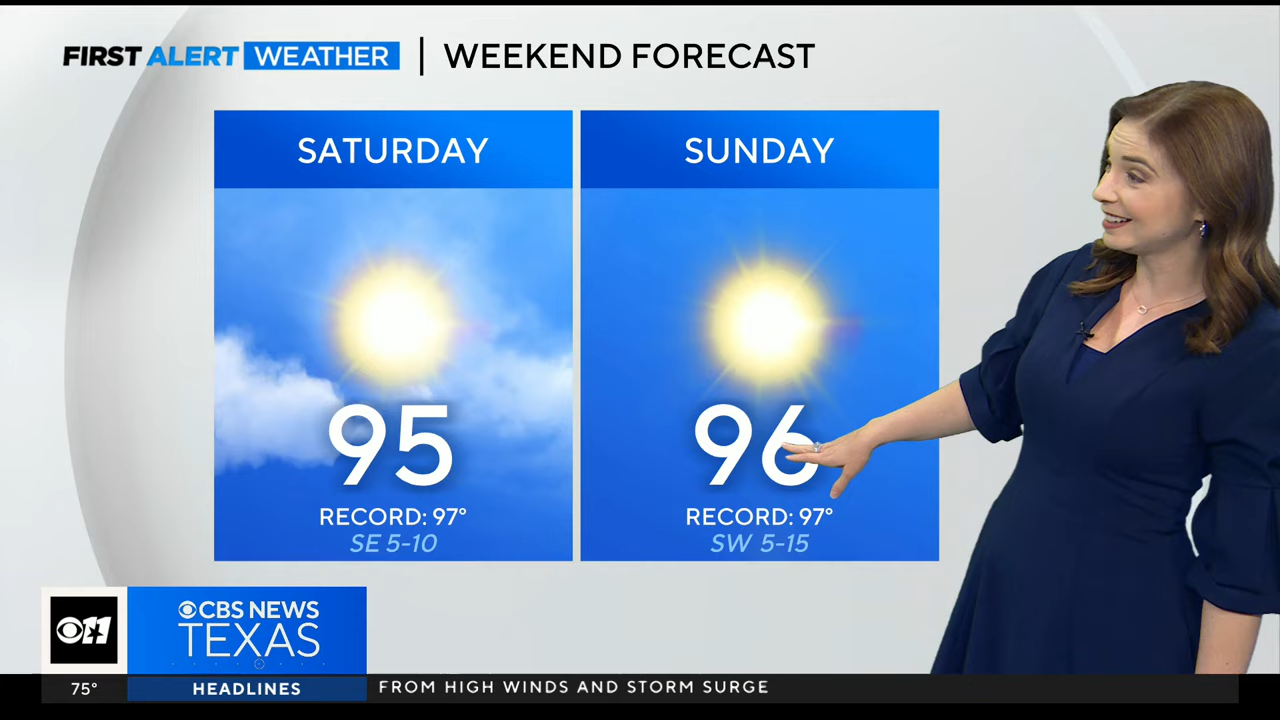 FIRST ALERT WEATHER | WEEKEND FORECAST
SATURDAY
95
RECORD: 97°
SE 5-10
SUNDAY
96
RECORD: 97°
SW 5-15
11
CBS NEWS
TEXAS
75°
HEADLINES
FROM HIGH WINDS AND STORM SURGE